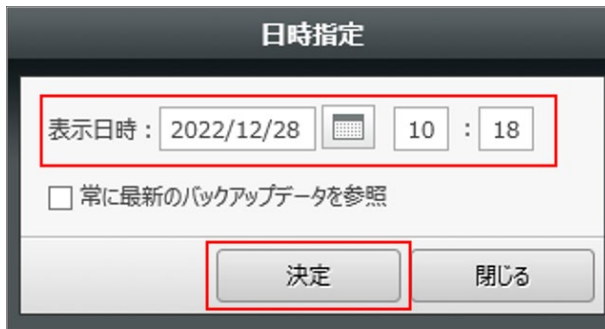 日時指定
表示日時： 2022/12/28 10 : 18
常に最新のバックアップデータを参照
決定 閉じる